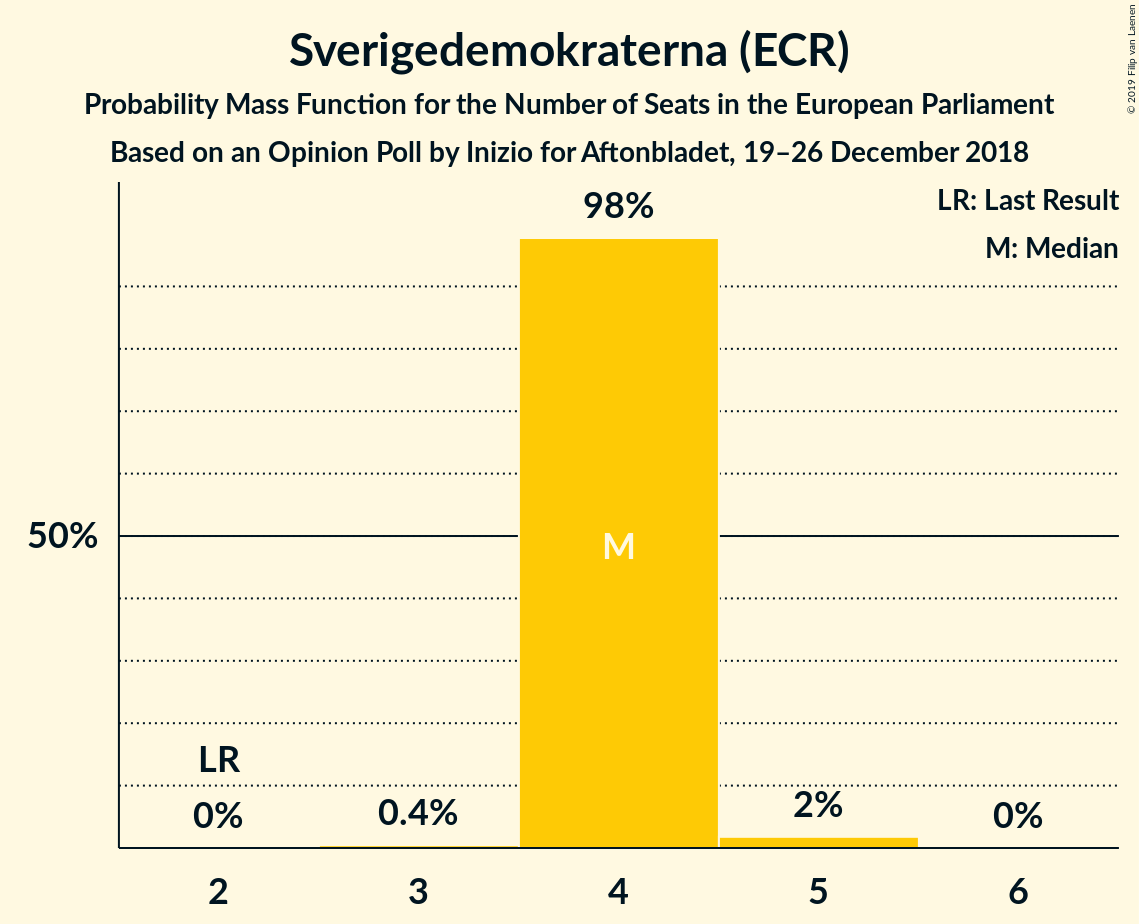 Sverigedemokraterna (ECR)
Probability Mass Function for the Number of Seats in the European Parliament
Based on an Opinion Poll by Inizio for Aftonbladet, 19–26 December 2018
© 2019 Filip van Laenen
LR: Last Result
M: Median
98%
50%
M
LR
0%
0.4%
2%
0%
2
3
4
5
6